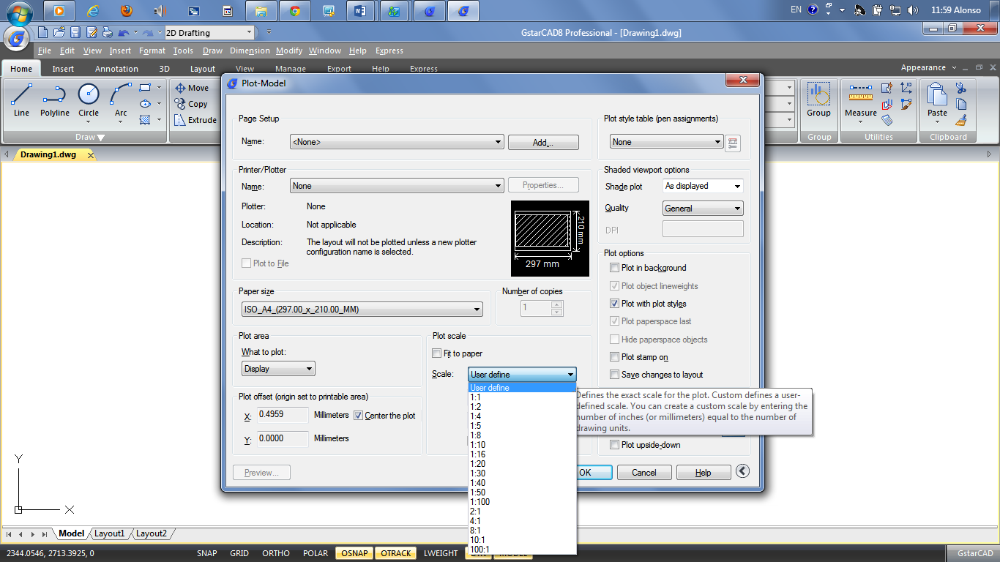 EN
11:59 Alonso
2D Drafting
GstarCAD8 Professional - [Drawing1.dwg]
File Edit View Insert Format Tools Draw Dimension Modify Window Help Express
Home Insert Annotation 3D Layout View Manage Export Help Express
Appearance
Line Polyline Circle Arc
Move
Copy
Extrude
Group Measure Paste
Draw
Group Utilities Clipboard
Drawing1.dwg
Plot-Model
Page Setup
Name: <None> Add...
Printer/Plotter
Name: None Properties...
Plotter: None
Location: Not applicable
Description: The layout will not be plotted unless a new plotter
configuration name is selected.
Plot to File
210 mm
297 mm
Paper size
ISO_A4_(297.00_x_210.00_MM)
Number of copies
1
Plot area
What to plot:
Display
Plot offset (origin set to printable area)
X: 0.4959 Millimeters Center the plot
Y: 0.0000 Millimeters
Preview...
Plot scale
Fit to paper
Scale: User define
User define
1:1
1:2
1:4
1:5
1:8
1:10
1:16
1:20
1:30
1:40
1:50
1:100
2:1
4:1
8:1
10:1
100:1
Plot style table (pen assignments)
None
Shaded viewport options
Shade plot As displayed
Quality General
DPI
Plot options
Plot in background
Plot object lineweights
Plot with plot styles
Plot paperspace last
Hide paperspace objects
Plot stamp on
Save changes to layout
Defines the exact scale for the plot. Custom defines a user-
defined scale. You can create a custom scale by entering the
number of inches (or millimeters) equal to the number of
drawing units.
Plot upside-down
OK Cancel Help
Y
X
Model Layout1 Layout2
2344.0546, 2713.3925, 0
SNAP GRID ORTHO POLAR OSNAP OTRACK LWEIGHT DYN MODEL
GstarCAD